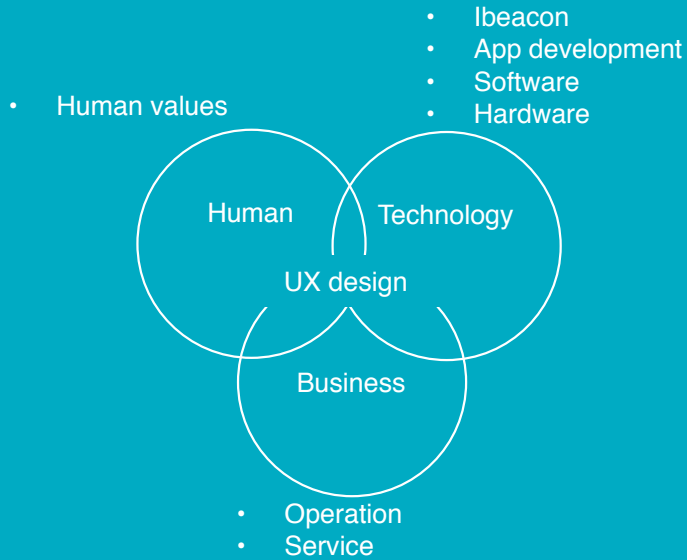 • Ibeacon
• App development
• Software
• Hardware
• Human values
Human
Technology
UX design
Business
• Operation
• Service